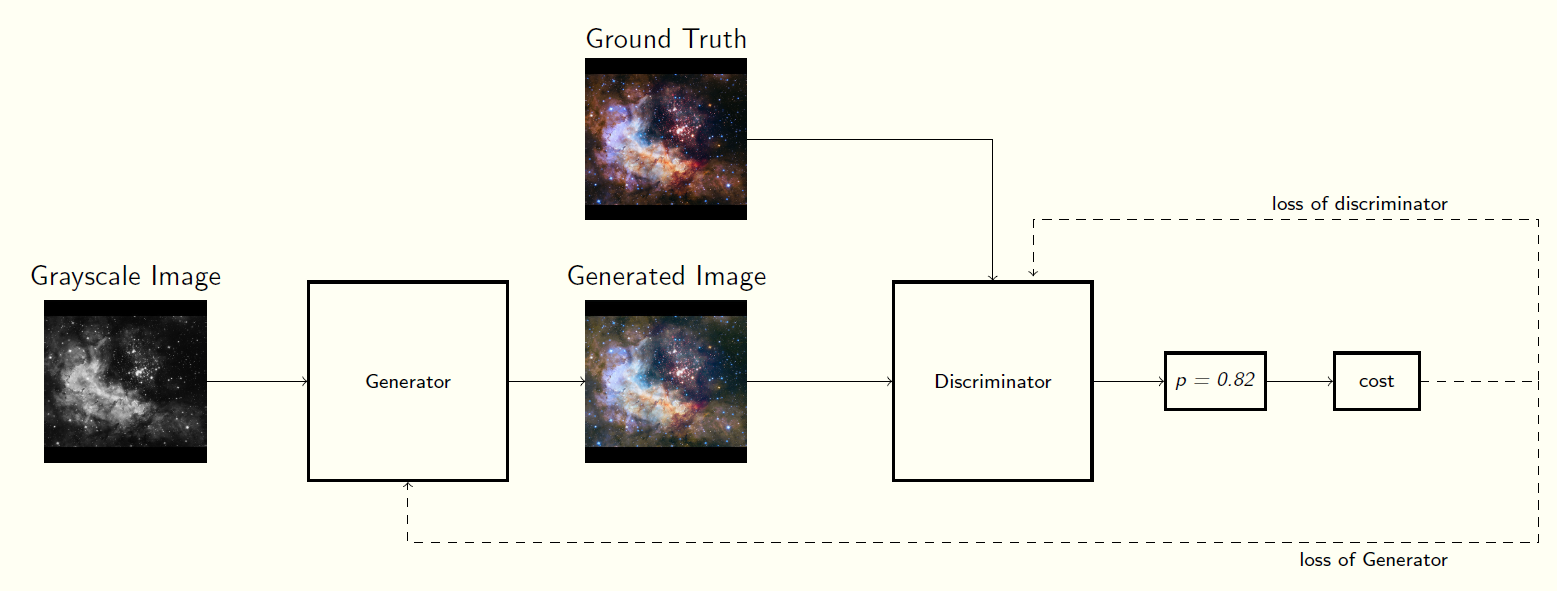 Ground Truth
loss of discriminator
Grayscale Image
Generated Image
Generator
Discriminator
p = 0.82
cost
loss of Generator